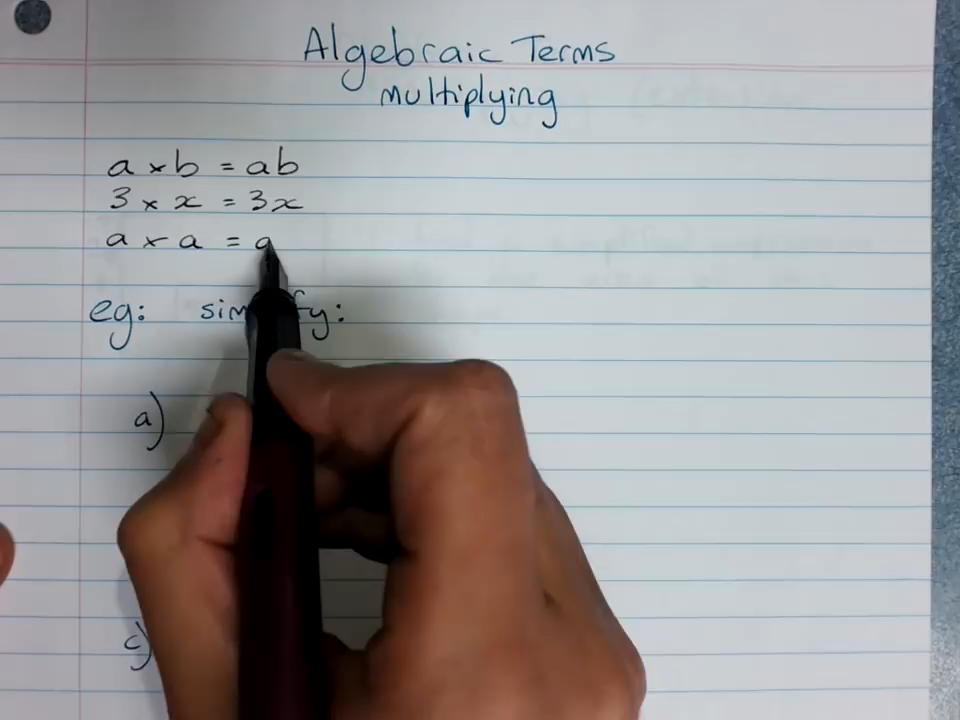 Algebraic Terms
multiplying
a × b = ab
3 × x = 3x
a × a = a
eg:
a)
c)